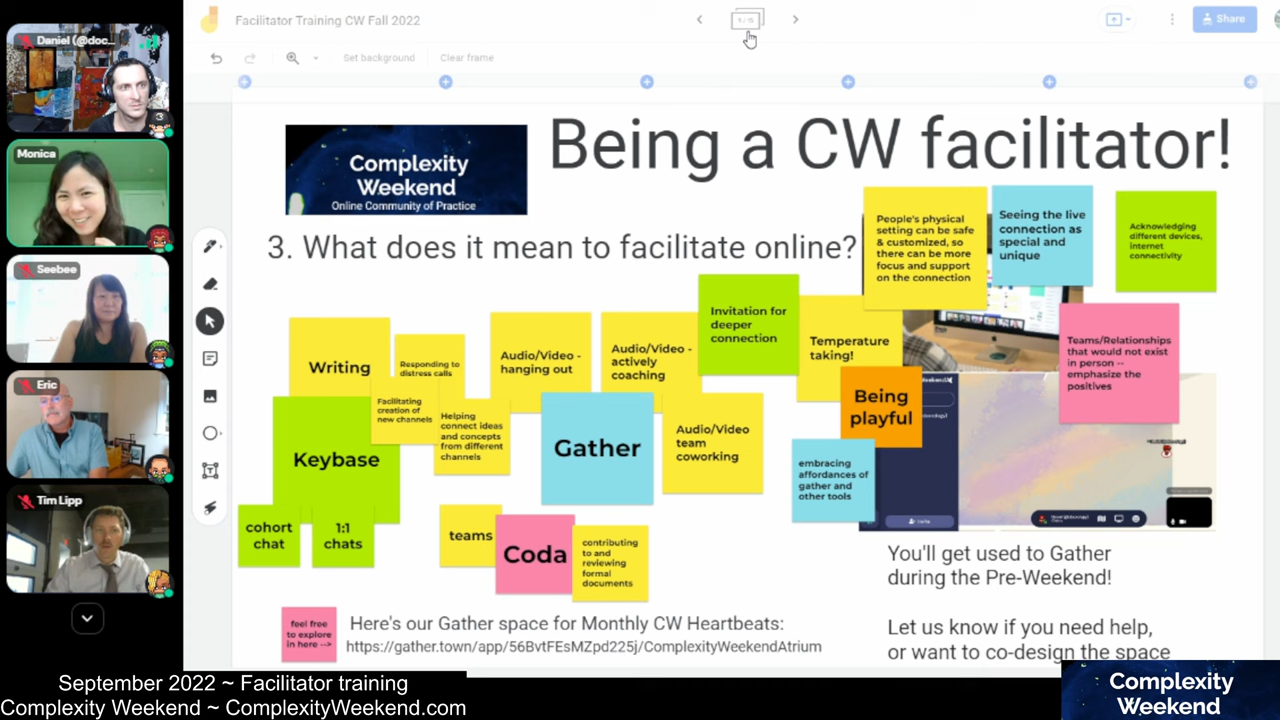 Daniel (@doc...
Monica
Seebee
Eric
Tim Lipp
Facilitator Training CW Fall 2022
9 / 15
Share
Set background
Clear frame
Complexity
Weekend
Online Community of Practice
Being a CW facilitator!
3. What does it mean to facilitate online?
People's physical
setting can be safe
& customized, so
there can be more
focus and support
on the connection
Seeing the live
connection as
special and
unique
Acknowledging
different devices,
internet
connectivity
Writing
Responding to
distress calls
Audio/Video -
hanging out
Audio/Video -
actively
coaching
Invitation for
deeper
connection
Temperature
taking!
Teams/Relationships
that would not exist
in person --
emphasize the
positives
Facilitating
creation of
new channels
Helping
connect ideas
and concepts
from different
channels
Keybase
Gather
Audio/Video
team
coworking
Being
playful
embracing
affordances of
gather and
other tools
cohort
chat
1:1
chats
teams
Coda
contributing
to and
reviewing
formal
documents
You'll get used to Gather
during the Pre-Weekend!
feel free
to explore
in here -->
Here's our Gather space for Monthly CW Heartbeats:
https://gather.town/app/56BvtFEsMZpd225j/ComplexityWeekendAtrium
Let us know if you need help,
or want to co-design the space
September 2022 ~ Facilitator training
Complexity Weekend ~ ComplexityWeekend.com
Complexity
Weekend